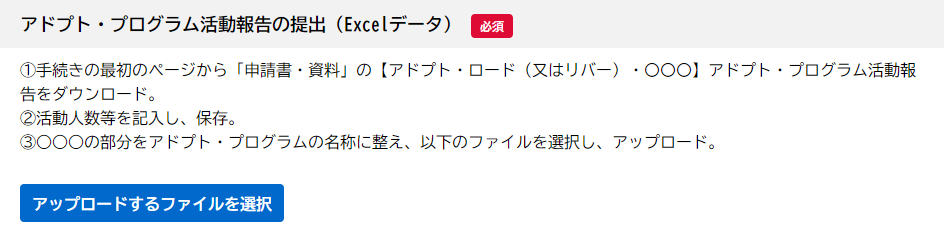 アドプト・プログラム活動報告の提出（Excelデータ） 必須
①手続きの最初のページから「申請書・資料」の【アドプト・ロード（又はリバー）・〇〇〇】アドプト・プログラム活動報
告をダウンロード。
②活動人数等を記入し、保存。
③〇〇〇の部分をアドプト・プログラムの名称に整え、以下のファイルを選択し、アップロード。
アップロードするファイルを選択